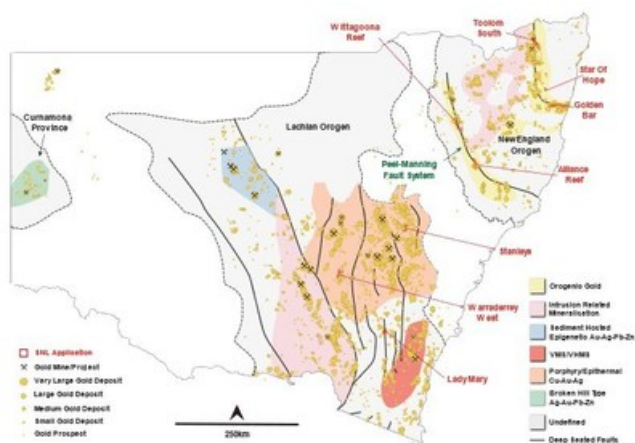 Wittagoona
Reef
Toolom
South
Star Of
Hope
Golden
Bar
Curnamona
Province
Lachlan Orogen
New England
Orogen
Peel-Manning
Fault System
Alliance
Reef
Stanleys
Warraderrey
West
Lady Mary
SNL Application
Gold Mine/Project
Very Large Gold Deposit
Large Gold Deposit
Medium Gold Deposit
Small Gold Deposit
Gold Prospect
250km
Orogenic Gold
Intrusion Related
Mineralisation
Sediment Hosted
Epigenetic Au-Ag-Pb-Zn
VMS/VHMS
Porphyry/Epithermal
Cu-Au-Ag
Broken Hill Type
Ag-Au-Pb-Zn
Undefined
Deep Seated Faults